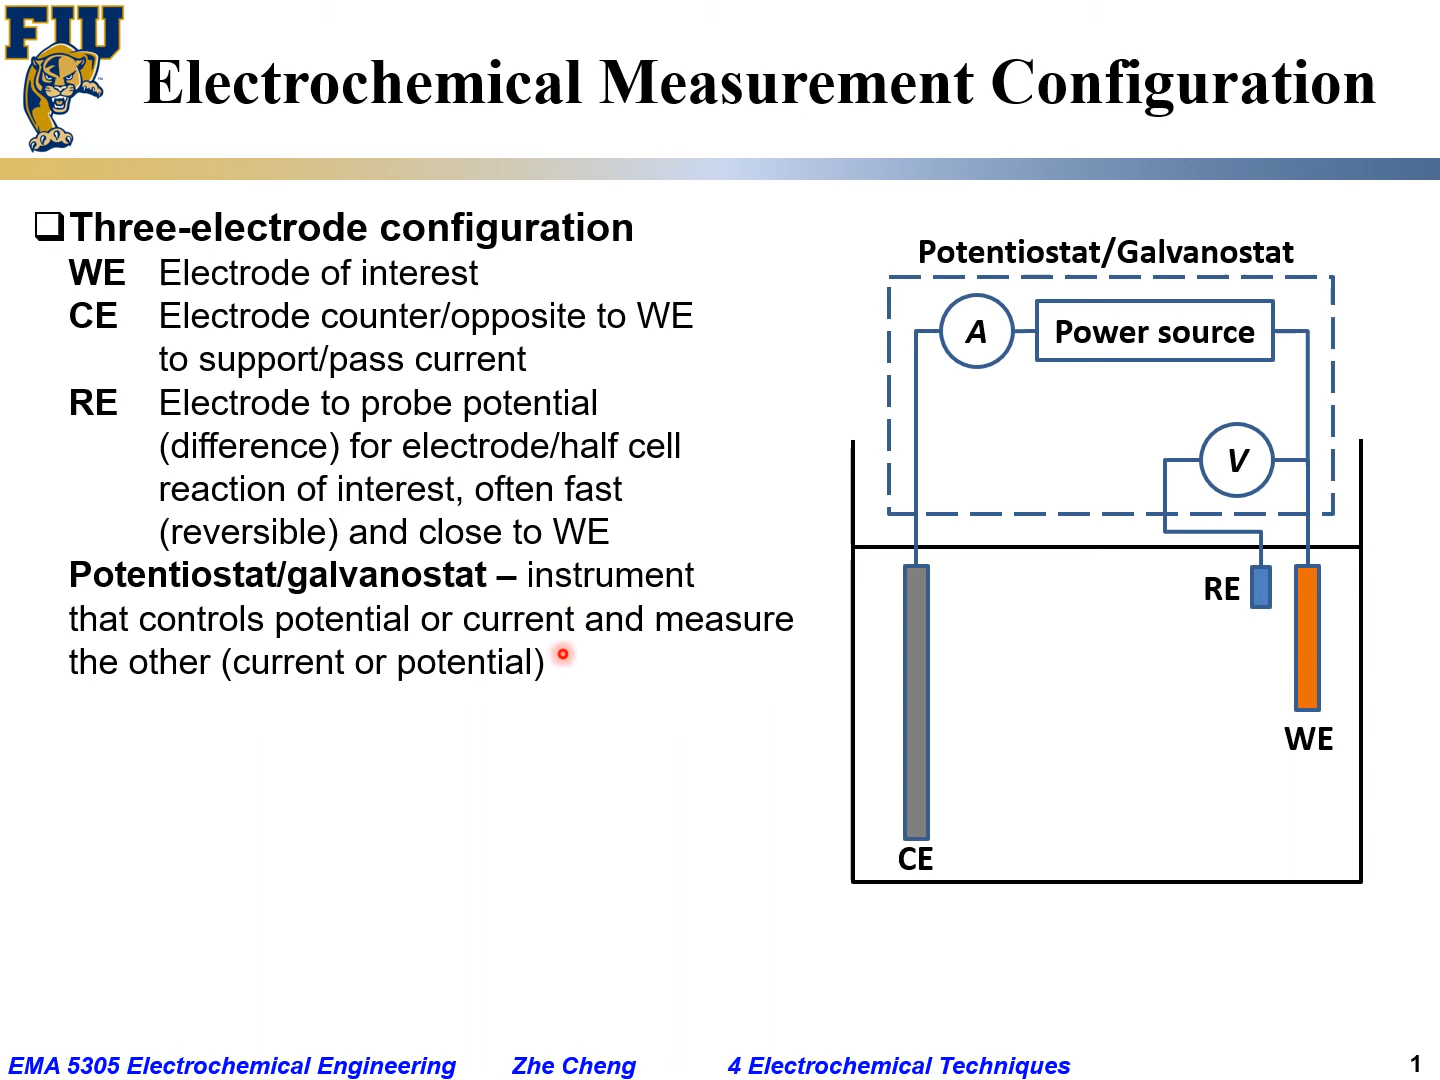 FIU
Electrochemical Measurement Configuration
Three-electrode configuration
WE Electrode of interest
CE Electrode counter/opposite to WE
to support/pass current
RE Electrode to probe potential
(difference) for electrode/half cell
reaction of interest, often fast
(reversible) and close to WE
Potentiostat/galvanostat – instrument
that controls potential or current and measure
the other (current or potential)
Potentiostat/Galvanostat
A
Power source
V
RE
WE
CE
EMA 5305 Electrochemical Engineering Zhe Cheng 4 Electrochemical Techniques 1